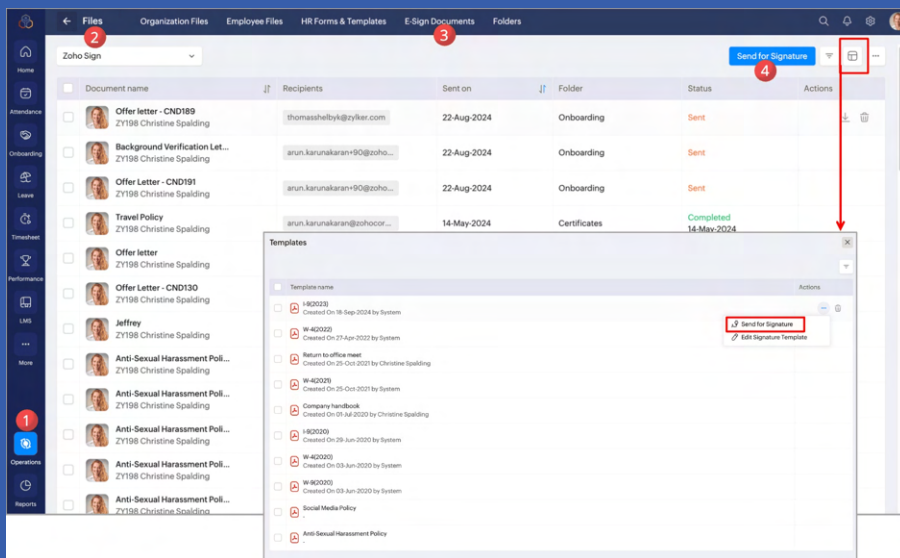 Files
Organization Files
Employee Files
HR Forms & Templates
E-Sign Documents
Folders
2
3
Zoho Sign
Send for Signature
4
Home
Attendance
Onboarding
Leave
Timesheet
Performance
LMS
More
1
Operations
Reports
Document name
Recipients
Sent on
Folder
Status
Actions
Offer letter - CND189
ZY198 Christine Spalding
thomasshelbyk@zylker.com
22-Aug-2024
Onboarding
Sent
Background Verification Let...
ZY198 Christine Spalding
arun.karunakaran+90@zoho...
22-Aug-2024
Onboarding
Sent
Offer Letter - CND191
ZY198 Christine Spalding
arun.karunakaran+90@zoho...
22-Aug-2024
Onboarding
Sent
Travel Policy
ZY198 Christine Spalding
arun.karunakaran@zohocor...
14-May-2024
Certificates
Completed
14-May-2024
Offer letter
ZY198 Christine Spalding
Offer Letter - CND130
ZY198 Christine Spalding
Jeffrey
ZY198 Christine Spalding
Anti-Sexual Harassment Poli...
ZY198 Christine Spalding
Anti-Sexual Harassment Poli...
ZY198 Christine Spalding
Anti-Sexual Harassment Poli...
ZY198 Christine Spalding
Anti-Sexual Harassment Poli...
ZY198 Christine Spalding
Anti-Sexual Harassment Poli...
ZY198 Christine Spalding
Templates
Template name
Actions
I-9(2023)
Created On 18-Sep-2024 by System
Send for Signature
Edit Signature Template
W-4(2022)
Created On 27-Apr-2022 by System
Return to office meet
Created On 25-Oct-2021 by Christine Spalding
W-4(2021)
Created On 25-Oct-2021 by System
Company handbook
Created On 01-Jul-2020 by Christine Spalding
I-9(2020)
Created On 29-Jun-2020 by System
W-4(2020)
Created On 03-Jun-2020 by System
W-9(2020)
Created On 03-Jun-2020 by System
Social Media Policy
-
Anti-Sexual Harassment Policy
-